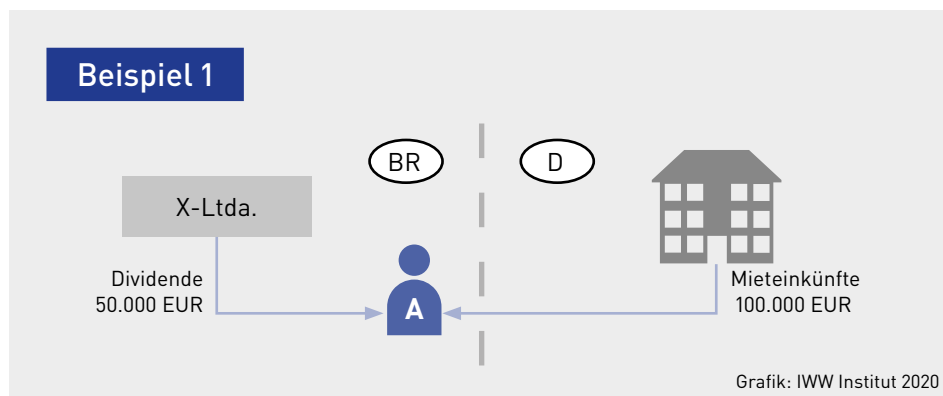 Beispiel 1
BR
D
X-Ltda.
Dividende
50.000 EUR
A
Mieteinkünfte
100.000 EUR
Grafik: IWW Institut 2020